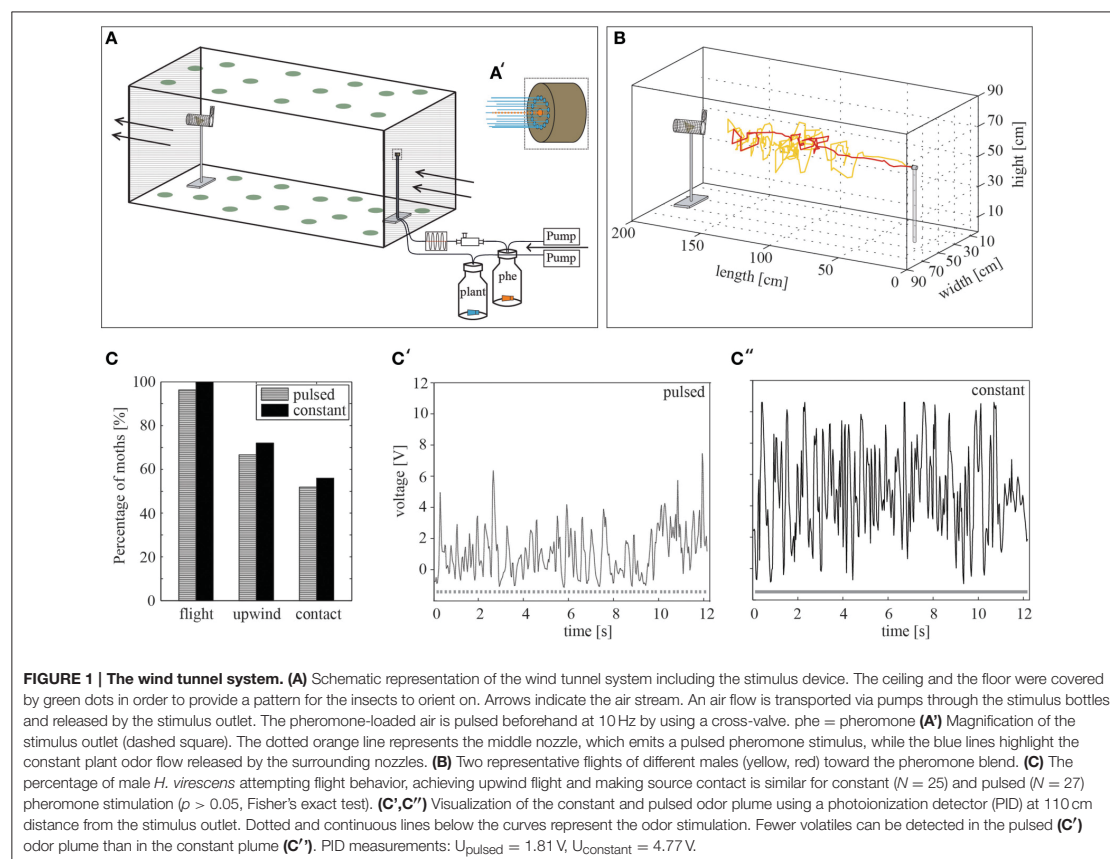 A
A'
Pump
Pump
plant
phe
B
90
70
50
30
10
hight [cm]
200
150
100
50
0
length [cm]
90
70
50
30
10
width [cm]
C
Percentage of moths [%]
100
80
60
40
20
0
pulsed
constant
flight
upwind
contact
C'
pulsed
voltage [V]
12
10
8
6
4
2
0
0
2
4
6
8
10
12
time [s]
C''
constant
0
2
4
6
8
10
12
time [s]
FIGURE 1 | The wind tunnel system. (A) Schematic representation of the wind tunnel system including the stimulus device. The ceiling and the floor were covered
by green dots in order to provide a pattern for the insects to orient on. Arrows indicate the air stream. An air flow is transported via pumps through the stimulus bottles
and released by the stimulus outlet. The pheromone-loaded air is pulsed beforehand at 10 Hz by using a cross-valve. phe = pheromone (A') Magnification of the
stimulus outlet (dashed square). The dotted orange line represents the middle nozzle, which emits a pulsed pheromone stimulus, while the blue lines highlight the
constant plant odor flow released by the surrounding nozzles. (B) Two representative flights of different males (yellow, red) toward the pheromone blend. (C) The
percentage of male H. virescens attempting flight behavior, achieving upwind flight and making source contact is similar for constant (N = 25) and pulsed (N = 27)
pheromone stimulation (p > 0.05, Fisher's exact test). (C',C'') Visualization of the constant and pulsed odor plume using a photoionization detector (PID) at 110 cm
distance from the stimulus outlet. Dotted and continuous lines below the curves represent the odor stimulation. Fewer volatiles can be detected in the pulsed (C')
odor plume than in the constant plume (C''). PID measurements: Upulsed = 1.81 V, Uconstant = 4.77 V.